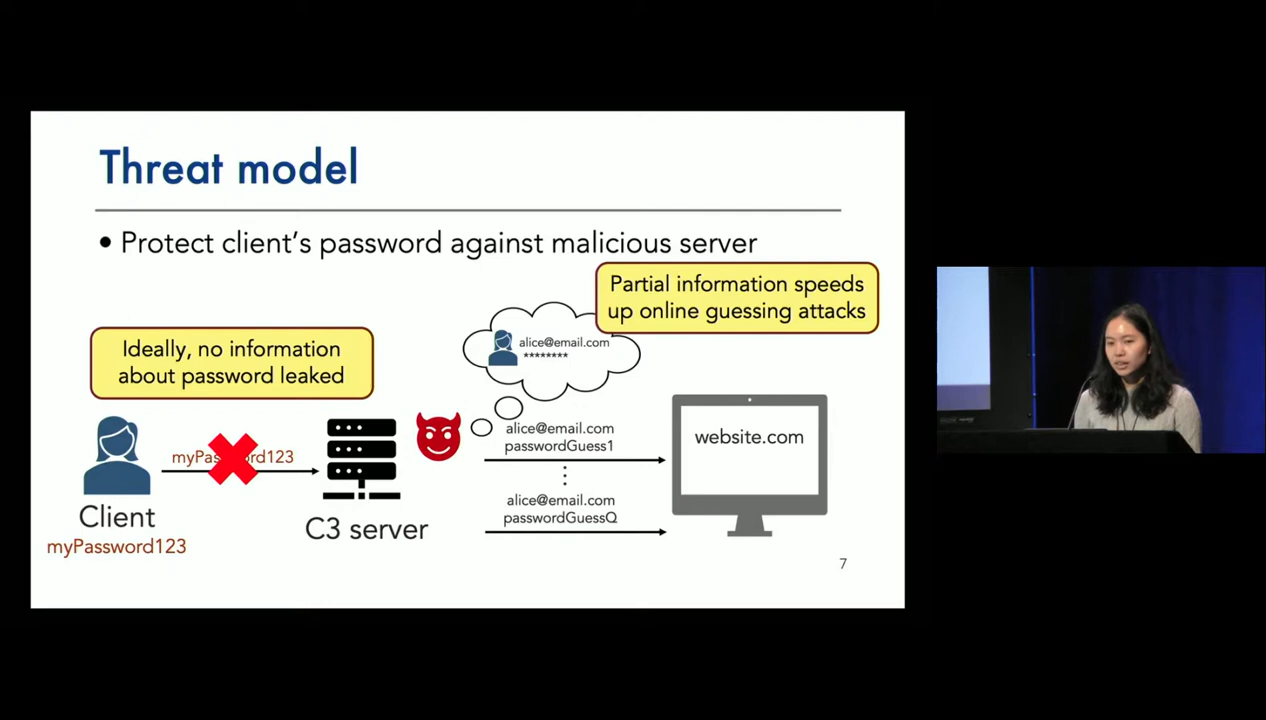 Threat model
• Protect client's password against malicious server
Partial information speeds
up online guessing attacks
Ideally, no information
about password leaked
alice@email.com
********
myPassword123
alice@email.com
passwordGuess1
alice@email.com
passwordGuessQ
website.com
Client
myPassword123
C3 server
7